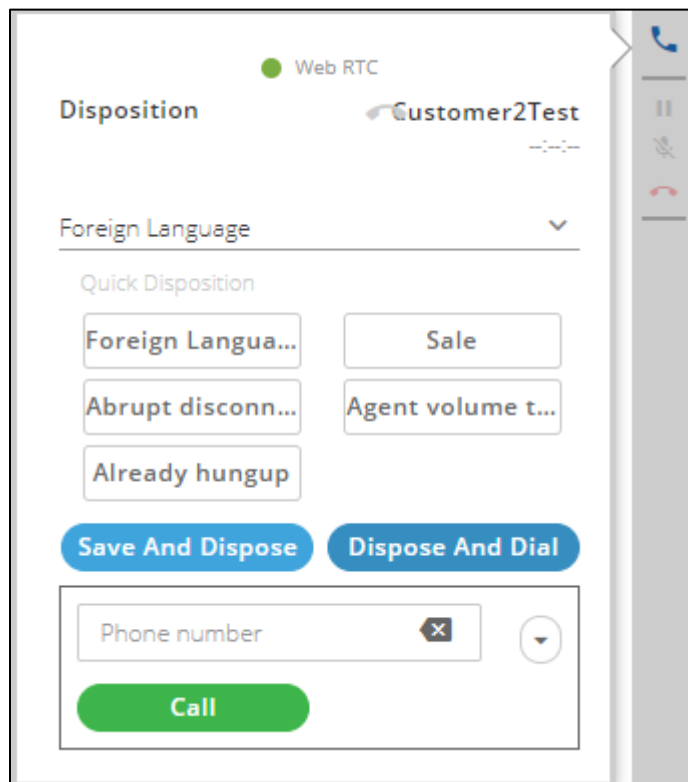 Web RTC
Disposition
Customer2Test
--:--:--
Foreign Language
Quick Disposition
Foreign Langua...
Sale
Abrupt disconn...
Agent volume t...
Already hungup
Save And Dispose
Dispose And Dial
Phone number
Call